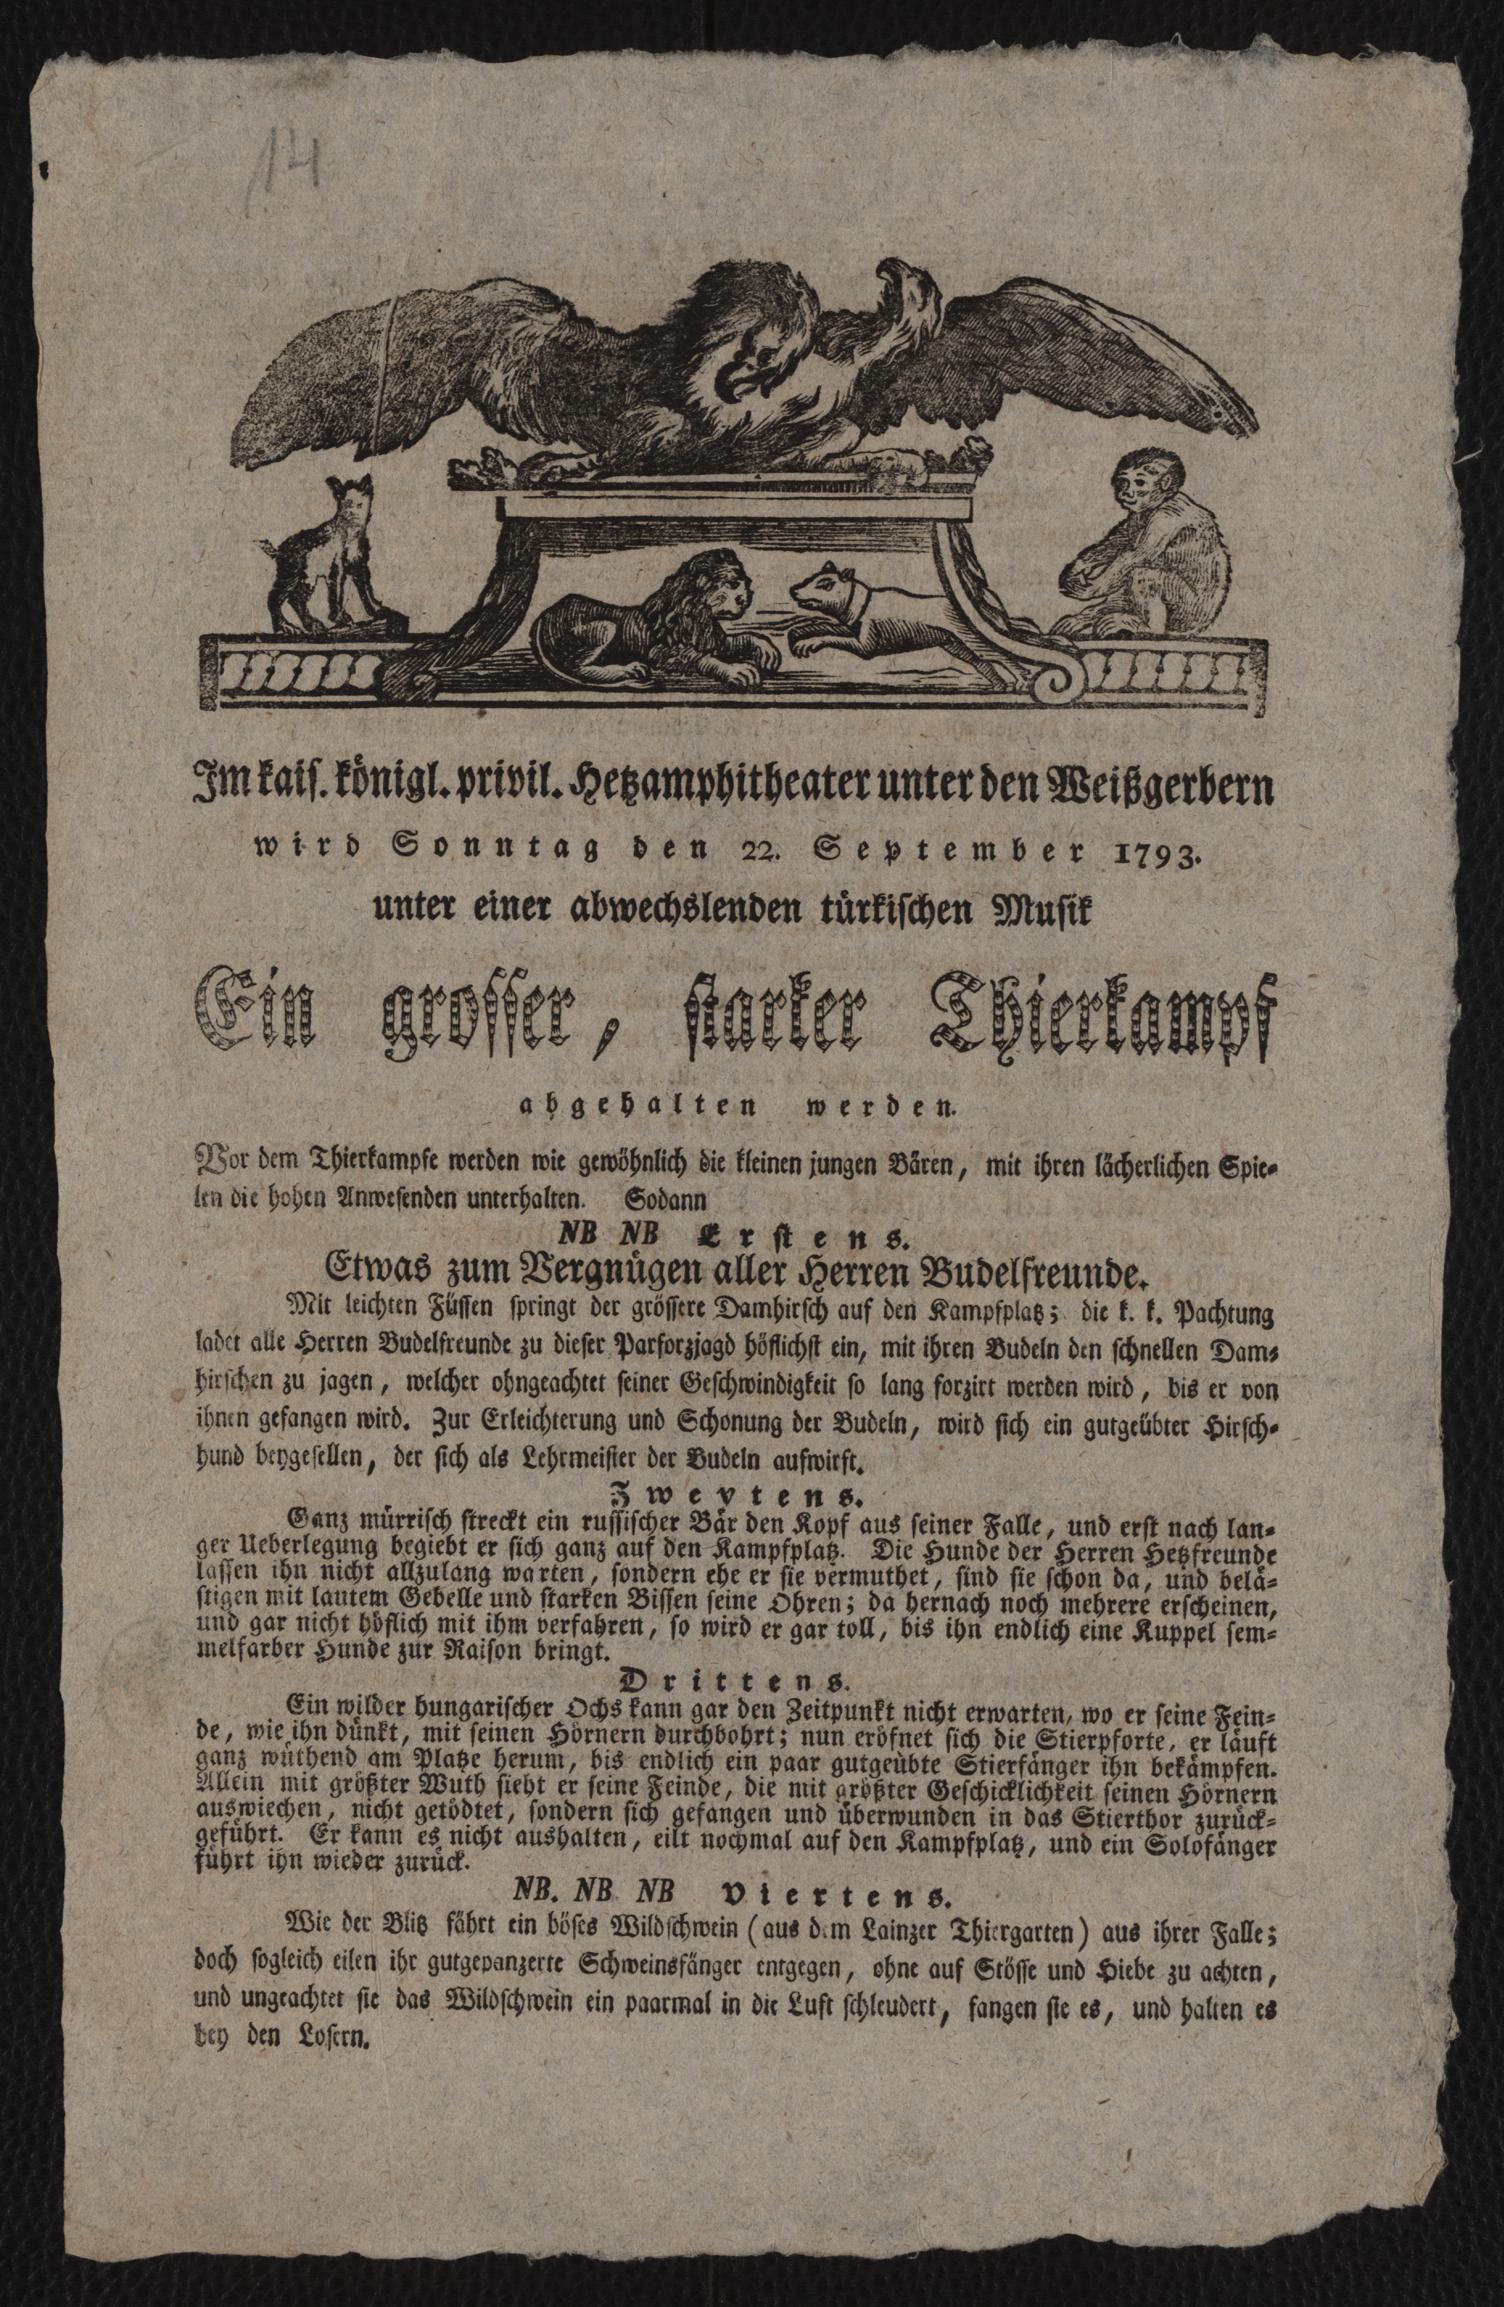 14
Im kais. königl. privil. Hetzamphitheater unter den Weißgerbern
wird Sonntag den 22. September 1793.
unter einer abwechslenden türkischen Musik
Ein grosser, starker Thierkampf
abgehalten werden.
Vor dem Thierkampfe werden wie gewöhnlich die kleinen jungen Bären, mit ihren lächerlichen Spie-
len die hohen Anwesenden unterhalten. Sodann
NB NB Erstens.
Etwas zum Vergnügen aller Herren Budelfreunde.
Mit leichten Füssen springt der grössere Damhirsch auf den Kampfplatz; die k. k. Pachtung
ladet alle Herren Budelfreunde zu dieser Parforzjagd höflichst ein, mit ihren Budeln den schnellen Dam-
hirschen zu jagen, welcher ohngeachtet seiner Geschwindigkeit so lang forzirt werden wird, bis er von
ihnen gefangen wird. Zur Erleichterung und Schonung der Budeln, wird sich ein gutgeübter Hirsch-
hund beygesellen, der sich als Lehrmeister der Budeln aufwirft.
Zweytens.
Ganz mürrisch streckt ein russischer Bär den Kopf aus seiner Falle, und erst nach lan-
ger Ueberlegung begiebt er sich ganz auf den Kampfplatz. Die Hunde der Herren Hetzfreunde
lassen ihn nicht allzulang warten, sondern ehe er sie vermuthet, sind sie schon da, und belä-
stigen mit lautem Gebelle und starken Bissen seine Ohren; da hernach noch mehrere erscheinen,
und gar nicht höflich mit ihm verfahren, so wird er gar toll, bis ihn endlich eine Kuppel sem-
melfarber Hunde zur Raison bringt.
Drittens.
Ein wilder hungarischer Ochs kann gar den Zeitpunkt nicht erwarten, wo er seine Fein-
de, wie ihn dünkt, mit seinen Hörnern durchbohrt; nun eröfnet sich die Stierpforte, er läuft
ganz wüthend am Platze herum, bis endlich ein paar gutgeübte Stierfänger ihn bekämpfen.
Allein mit größter Wuth sieht er seine Feinde, die mit größter Geschicklichkeit seinen Hörnern
auswiechen, nicht getödtet, sondern sich gefangen und überwunden in das Stierthor zurück-
geführt. Er kann es nicht aushalten, eilt nochmal auf den Kampfplatz, und ein Solofänger
führt ihn wieder zurück.
NB. NB NB Viertens.
Wie der Blitz fährt ein böses Wildschwein (aus dem Lainzer Thiergarten) aus ihrer Falle;
doch sogleich eilen ihr gutgepanzerte Schweinsfänger entgegen, ohne auf Stösse und Hiebe zu achten,
und ungeachtet sie das Wildschwein ein paarmal in die Luft schleudert, fangen sie es, und halten es
bey den Losern.